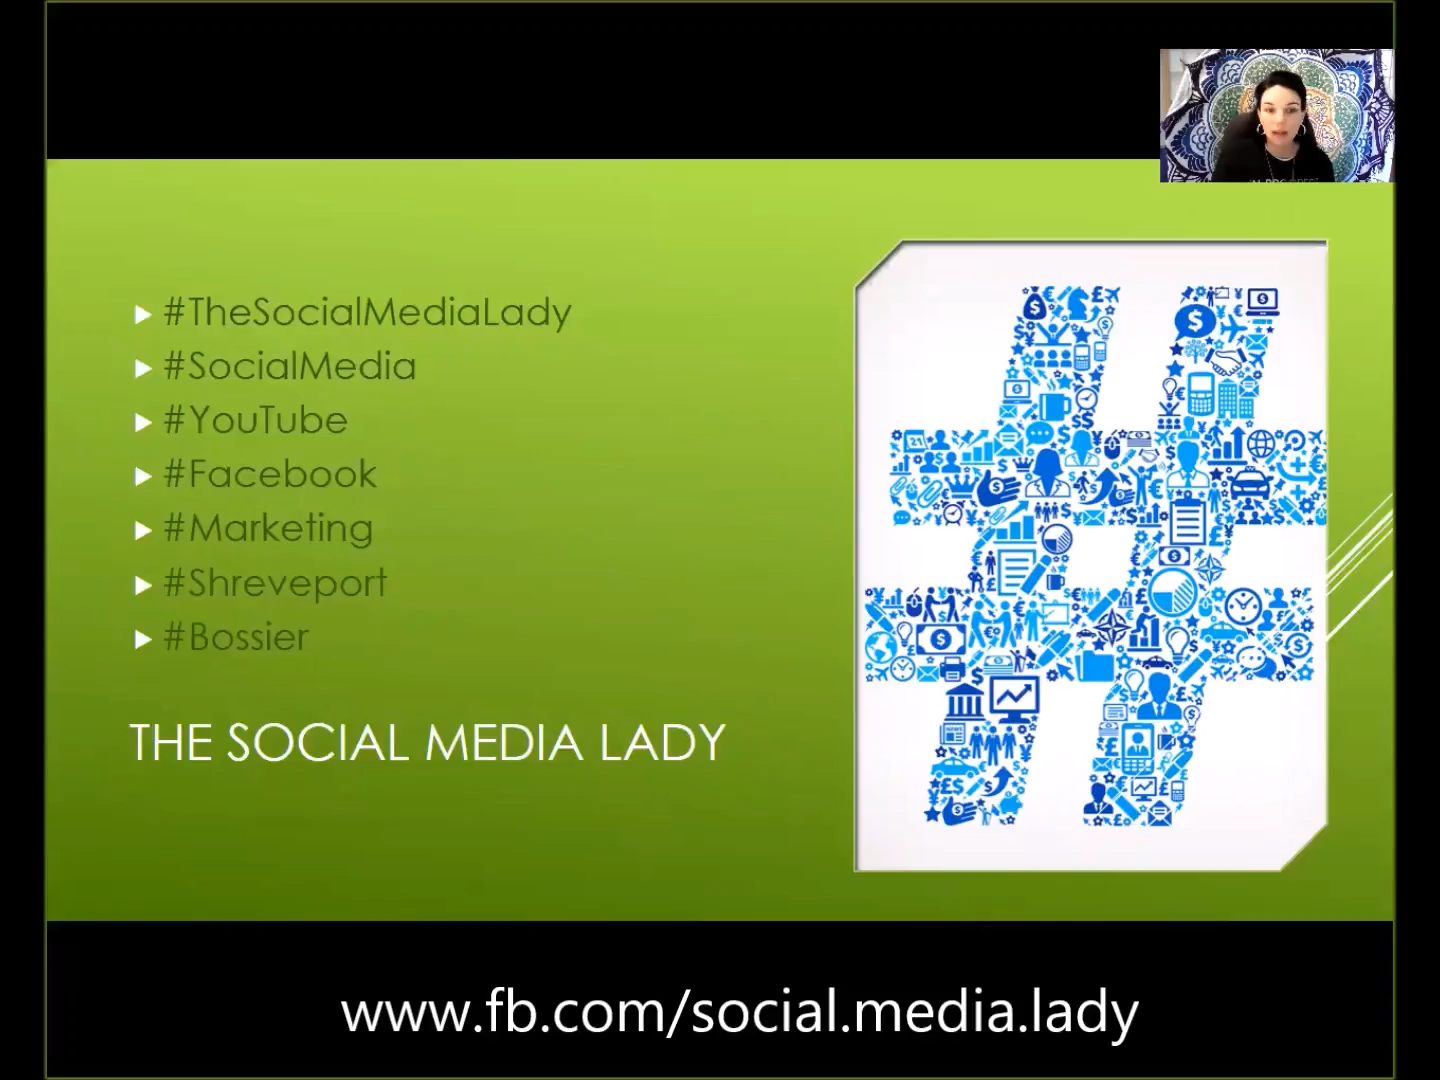 #TheSocialMediaLady
#SocialMedia
#YouTube
#Facebook
#Marketing
#Shreveport
#Bossier
THE SOCIAL MEDIA LADY
www.fb.com/social.media.lady